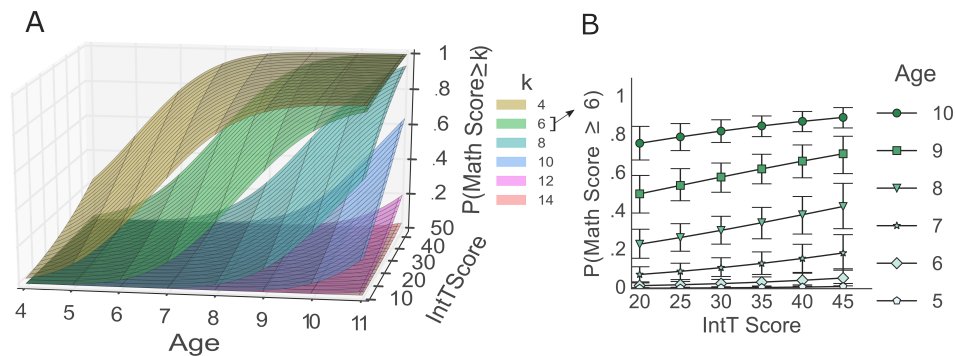 A
1
.8
.6
.4
.2
P(Math Score≥k)
50
40
30
20
10
IntTScore
4 5 6 7 8 9 10 11
Age
k
4
6
8
10
12
14
B
1
.8
.6
.4
.2
0
P(Math Score ≥ 6)
20 25 30 35 40 45
IntT Score
Age
10
9
8
7
6
5